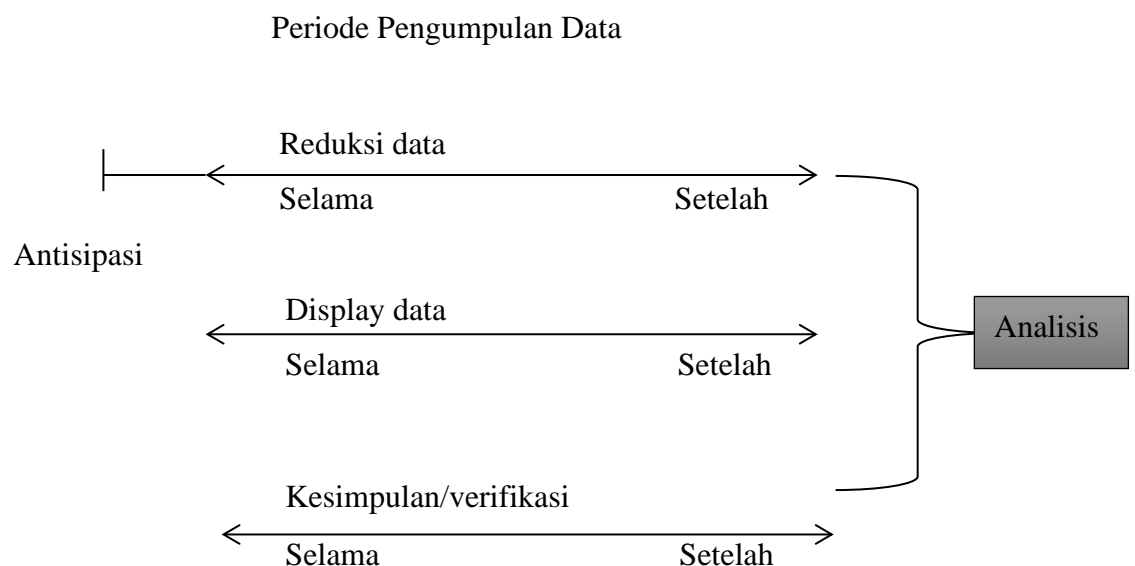 Periode Pengumpulan Data
Reduksi data
Selama Setelah
Antisipasi
Display data
Selama Setelah
Analisis
Kesimpulan/verifikasi
Selama Setelah